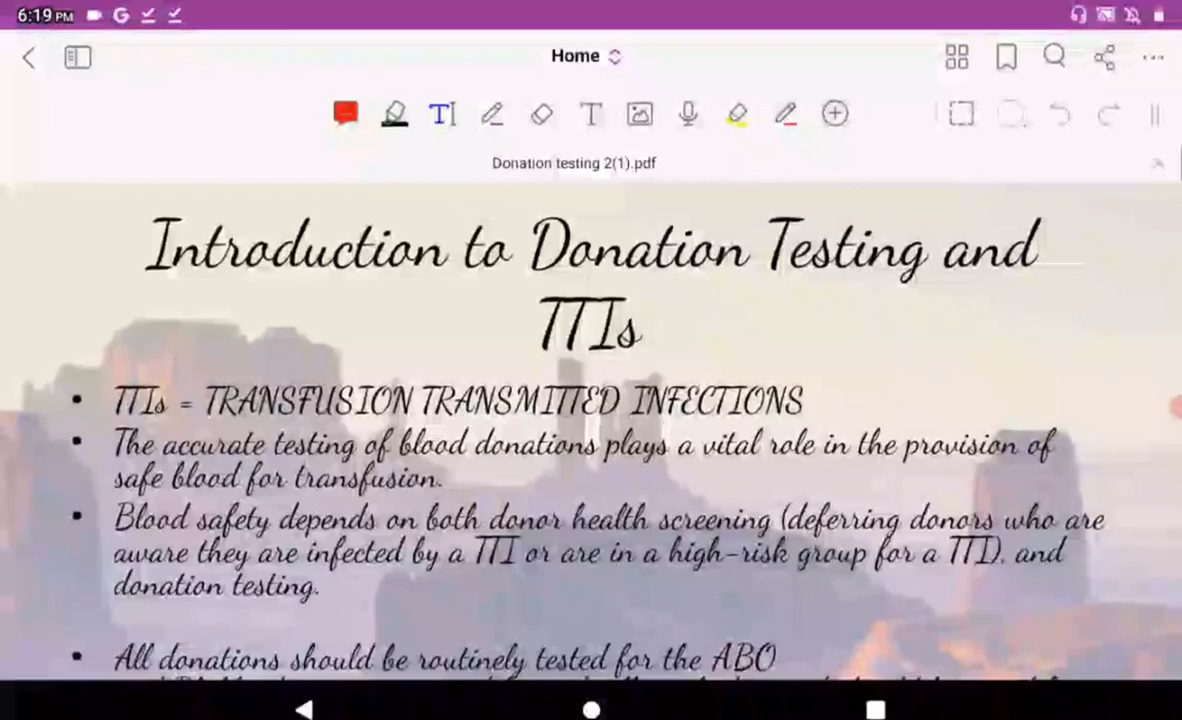 6:19 PM
Home
Donation testing 2(1).pdf
Introduction to Donation Testing and
TTIs
• TTIs = TRANSFUSION TRANSMITTED INFECTIONS
• The accurate testing of blood donations plays a vital role in the provision of
safe blood for transfusion.
• Blood safety depends on both donor health screening (deferring donors who are
aware they are infected by a TTI or are in a high-risk group for a TTI), and
donation testing.
• All donations should be routinely tested for the ABO